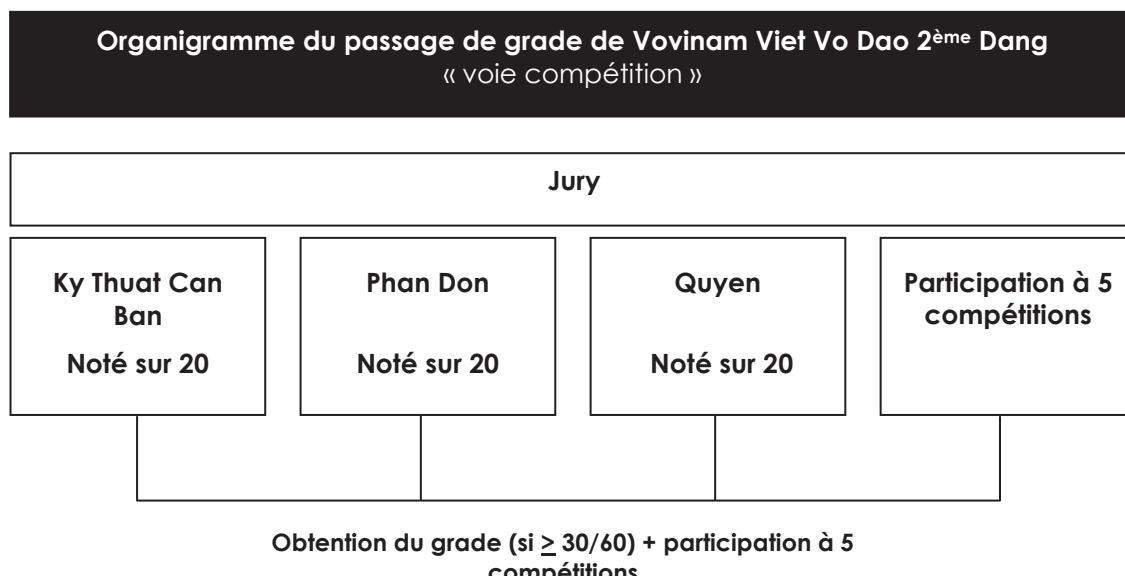 Organigramme du passage de grade de Vovinam Viet Vo Dao 2ème Dang
« voie compétition »
Jury
Ky Thuat Can
Ban
Noté sur 20
Phan Don
Noté sur 20
Quyen
Noté sur 20
Participation à 5
compétitions
Obtention du grade (si ≥ 30/60) + participation à 5
compétitions